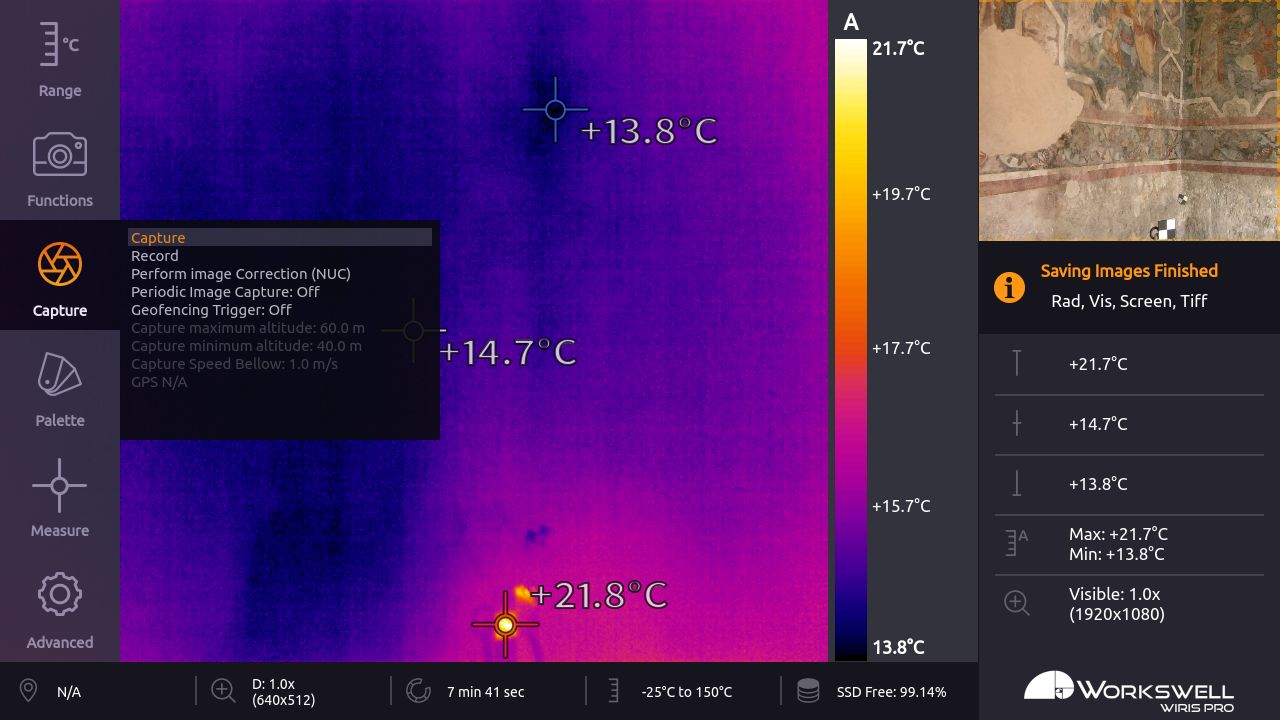 °C
Range
Functions
Capture
Palette
Measure
Advanced
Capture
Record
Perform image Correction (NUC)
Periodic Image Capture: Off
Geofencing Trigger: Off
Capture maximum altitude: 60.0 m
Capture minimum altitude: 40.0 m
Capture Speed Bellow: 1.0 m/s
GPS N/A
+13.8°C
+14.7°C
+21.8°C
A
21.7°C
+19.7°C
+17.7°C
+15.7°C
13.8°C
Saving Images Finished
Rad, Vis, Screen, Tiff
+21.7°C
+14.7°C
+13.8°C
A
Max: +21.7°C
Min: +13.8°C
Visible: 1.0x
(1920x1080)
N/A
D: 1.0x
(640x512)
7 min 41 sec
-25°C to 150°C
SSD Free: 99.14%
WORKSWELL
WIRIS PRO